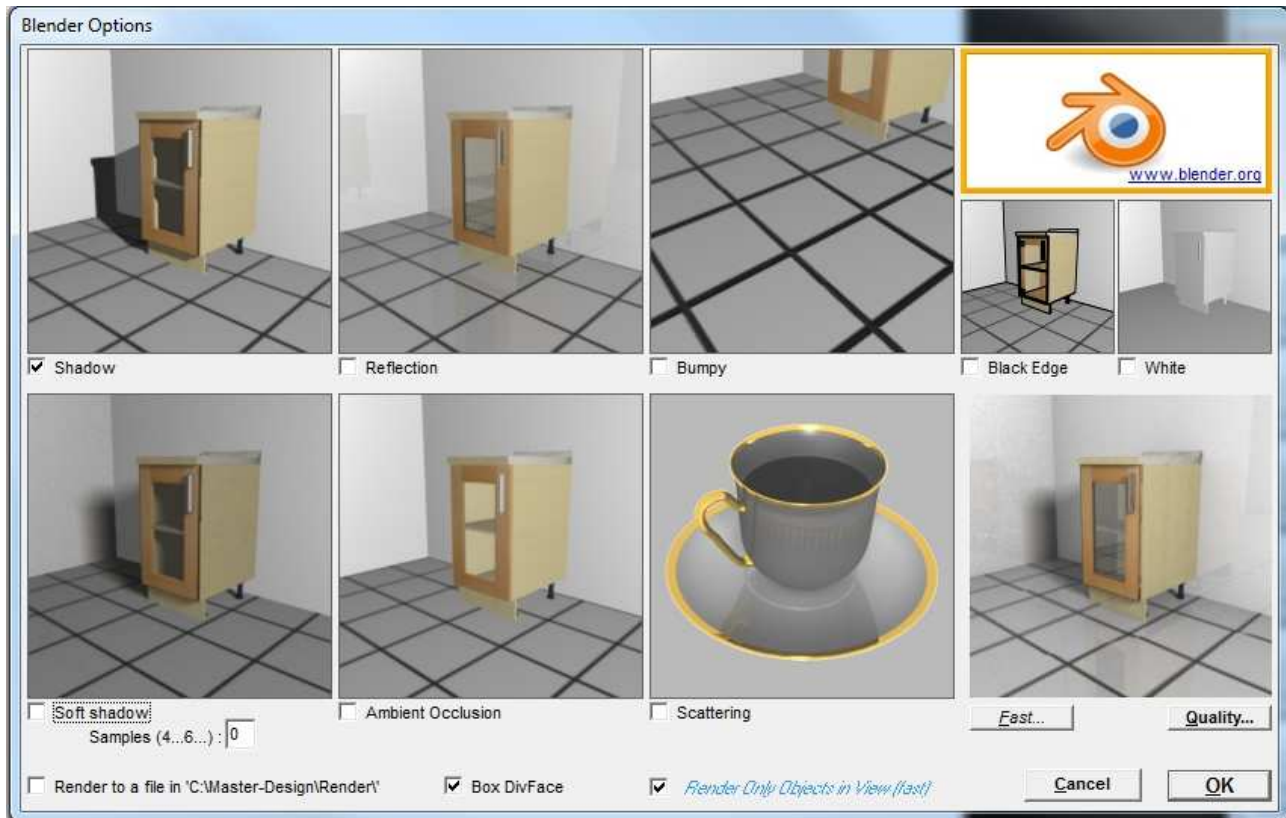 Blender Options
www.blender.org
Shadow
Reflection
Bumpy
Black Edge
White
Soft shadow
Ambient Occlusion
Scattering
Fast...
Quality...
Samples (4...6...) : 0
Render to a file in 'C:\Master-Design\Render\'
Box DivFace
Render Only Objects in View (fast)
Cancel
OK